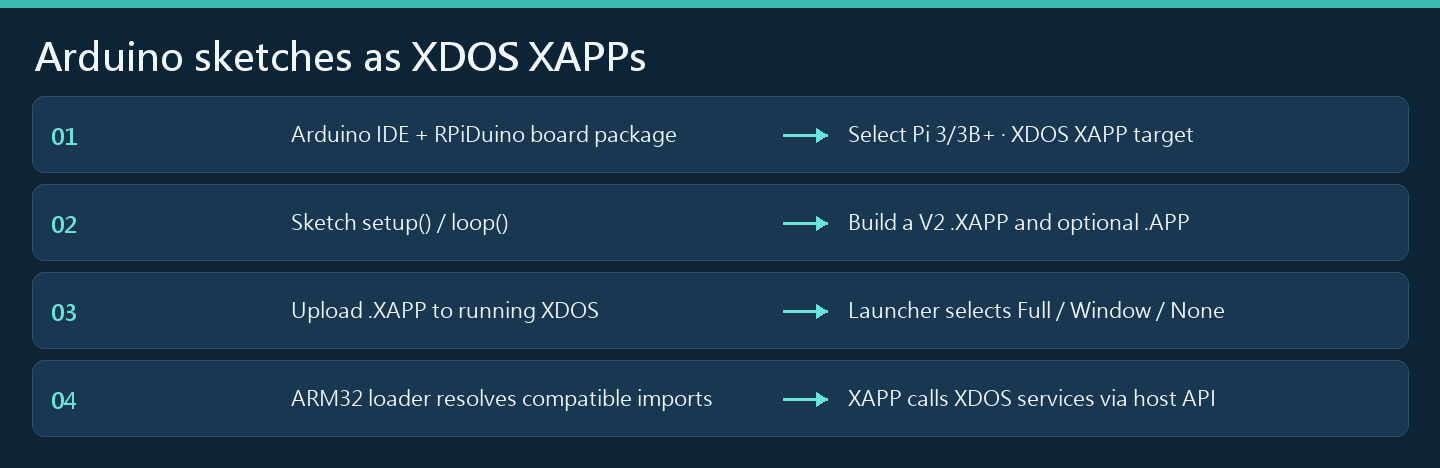 Arduino sketches as XDOS XAPPs
01 Arduino IDE + RPiDuino board package → Select Pi 3/3B+ · XDOS XAPP target
02 Sketch setup() / loop() → Build a V2 .XAPP and optional .APP
03 Upload .XAPP to running XDOS → Launcher selects Full / Window / None
04 ARM32 loader resolves compatible imports → XAPP calls XDOS services via host API